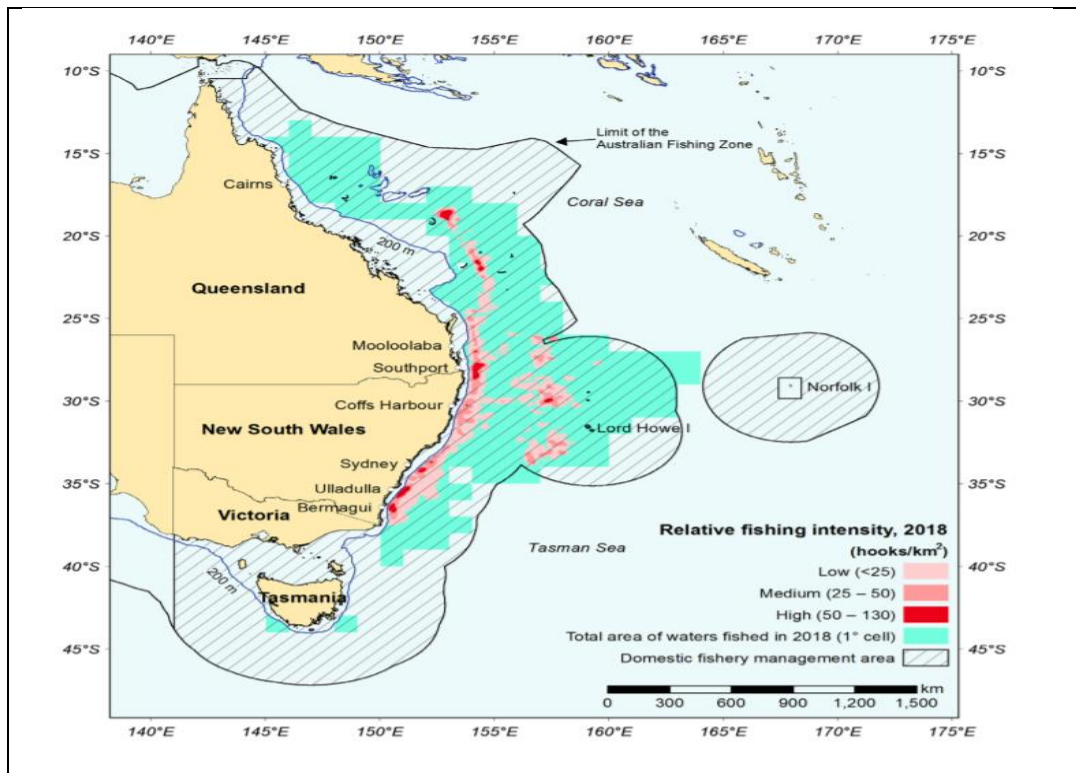 140°E 145°E 150°E 155°E 160°E 165°E 170°E 175°E
10°S 10°S
Limit of the
Australian Fishing Zone
15°S 15°S
Cairns
Coral Sea
20°S 20°S
200 m
Queensland
25°S 25°S
Mooloolaba
Southport
Norfolk I
30°S 30°S
Coffs Harbour
New South Wales
Lord Howe I
Sydney
35°S 35°S
Ulladulla
Bermagui
Victoria
Relative fishing intensity, 2018
(hooks/km²)
Tasman Sea
Low (<25)
40°S 40°S
200 m
Medium (25 – 50)
Tasmania
High (50 – 130)
Total area of waters fished in 2018 (1° cell)
45°S 45°S
Domestic fishery management area
km
0 300 600 900 1,200 1,500
140°E 145°E 150°E 155°E 160°E 165°E 170°E 175°E